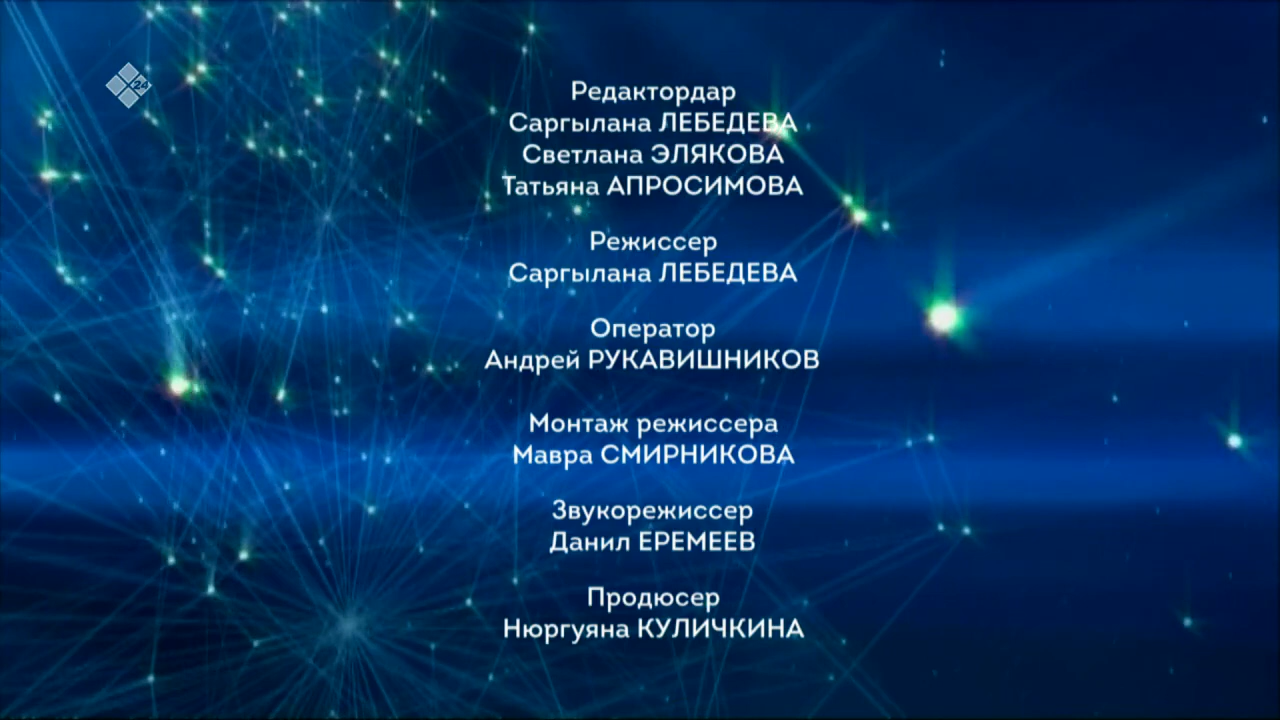 24
Редактордар
Саргылана ЛЕБЕДЕВА
Светлана ЭЛЯКОВА
Татьяна АПРОСИМОВА
Режиссер
Саргылана ЛЕБЕДЕВА
Оператор
Андрей РУКАВИШНИКОВ
Монтаж режиссера
Мавра СМИРНИКОВА
Звукорежиссер
Данил ЕРЕМЕЕВ
Продюсер
Нюргуяна КУЛИЧКИНА